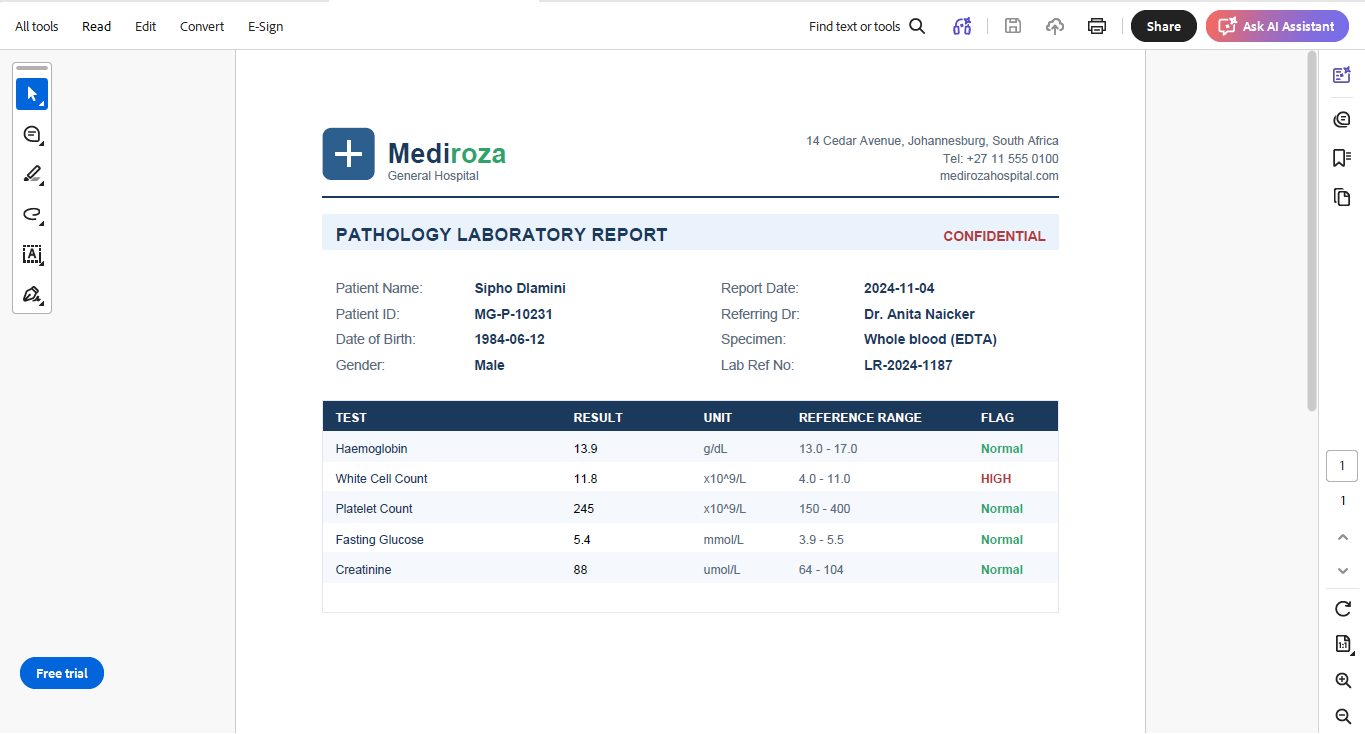 All tools Read Edit Convert E-Sign Find text or tools Share Ask AI Assistant
Mediroza
General Hospital
14 Cedar Avenue, Johannesburg, South Africa
Tel: +27 11 555 0100
medirozahospital.com
PATHOLOGY LABORATORY REPORT CONFIDENTIAL
Patient Name: Sipho Dlamini Report Date: 2024-11-04
Patient ID: MG-P-10231 Referring Dr: Dr. Anita Naicker
Date of Birth: 1984-06-12 Specimen: Whole blood (EDTA)
Gender: Male Lab Ref No: LR-2024-1187
TEST RESULT UNIT REFERENCE RANGE FLAG
Haemoglobin 13.9 g/dL 13.0 - 17.0 Normal
White Cell Count 11.8 x10^9/L 4.0 - 11.0 HIGH
Platelet Count 245 x10^9/L 150 - 400 Normal
Fasting Glucose 5.4 mmol/L 3.9 - 5.5 Normal
Creatinine 88 umol/L 64 - 104 Normal
1
1
1:1
Free trial